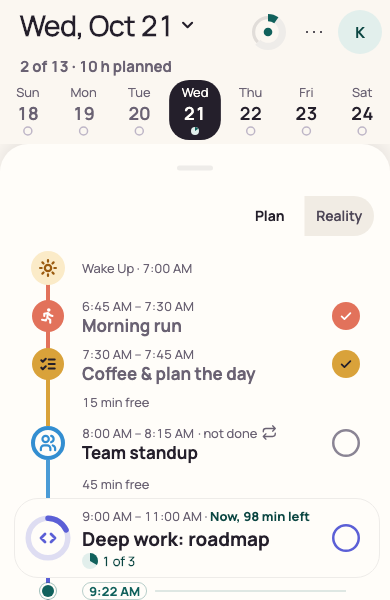 Wed, Oct 21
K
2 of 13 · 10 h planned
Sun Mon Tue Wed Thu Fri Sat
18 19 20 21 22 23 24
Plan Reality
Wake Up · 7:00 AM
6:45 AM – 7:30 AM
Morning run
7:30 AM – 7:45 AM
Coffee & plan the day
15 min free
8:00 AM – 8:15 AM · not done
Team standup
45 min free
9:00 AM – 11:00 AM · Now, 98 min left
Deep work: roadmap
1 of 3
9:22 AM